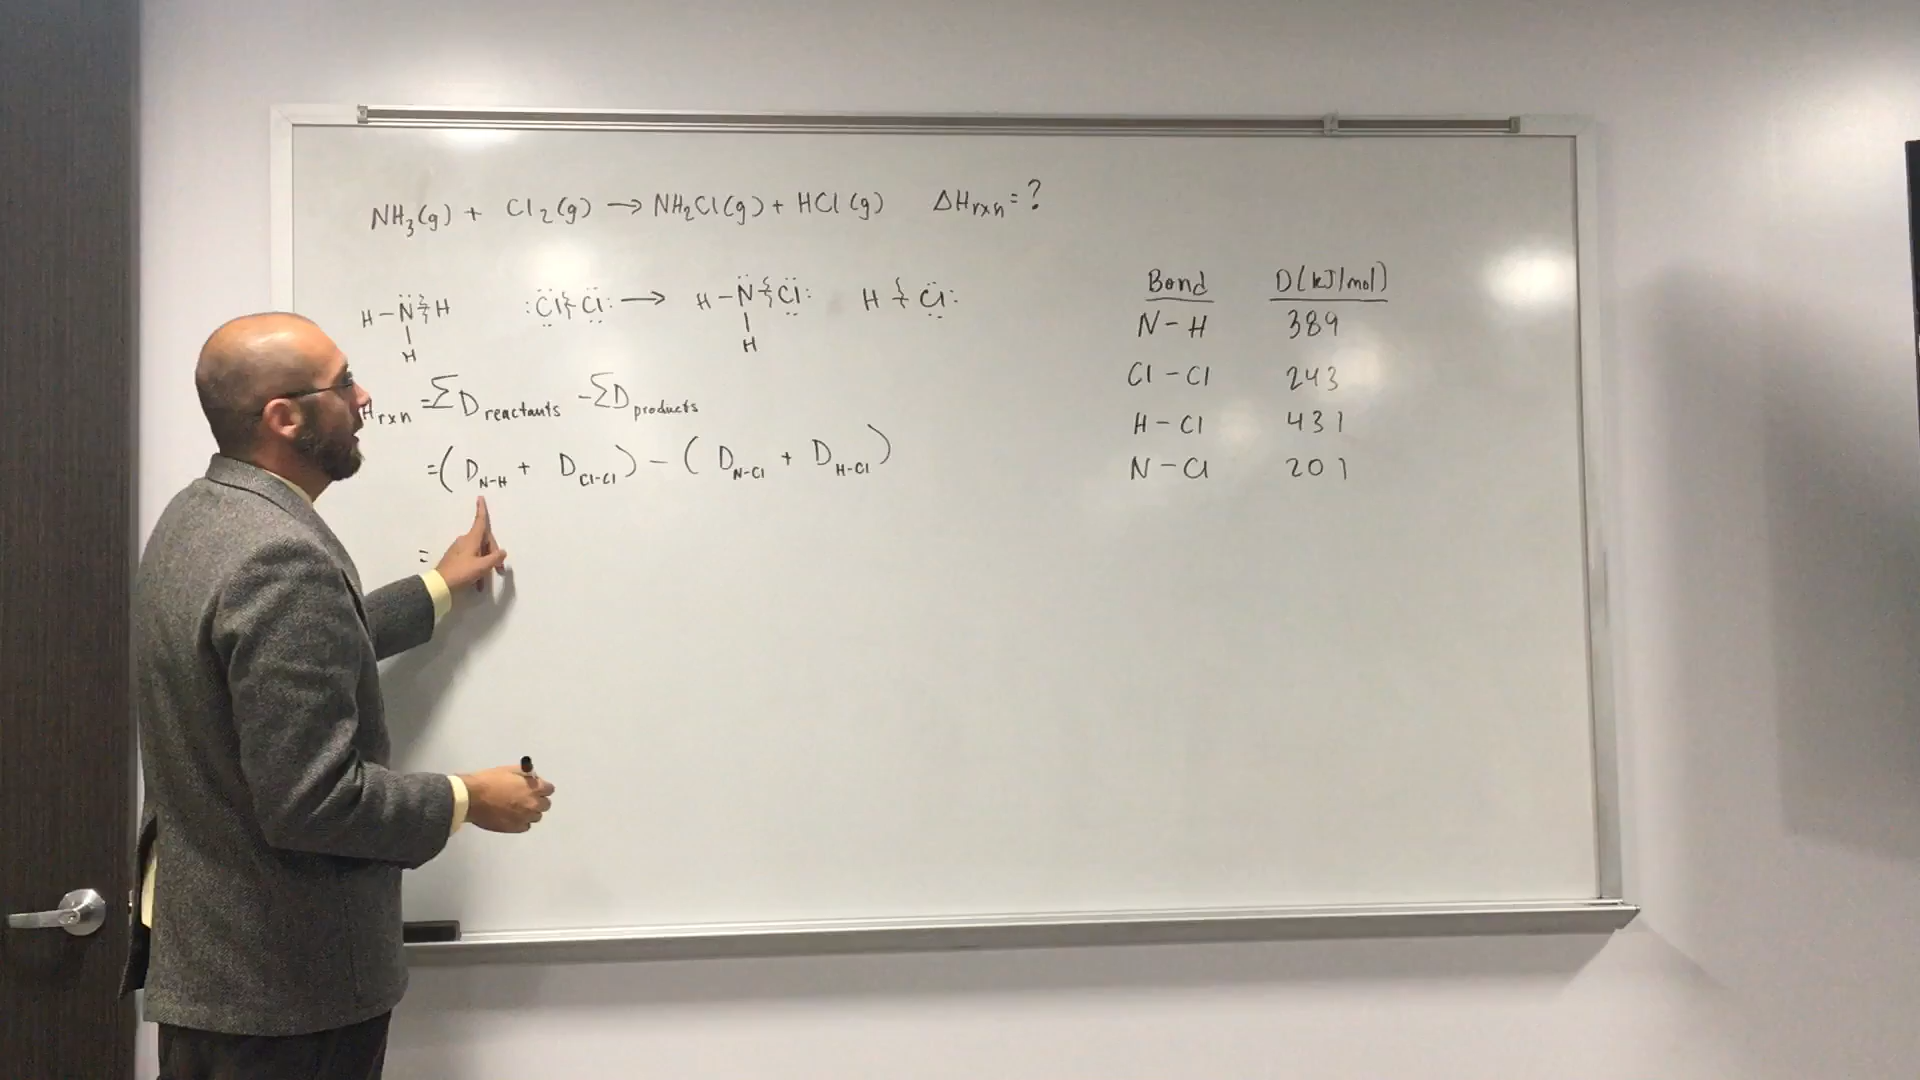 NH₃(g) + Cl₂(g) → NH₂Cl(g) + HCl(g) ΔHrxn = ?
H–N–H :Cl–Cl: → H–N–Cl: H–Cl:
H H
Hrxn = ΣDreactants – ΣDproducts
= (DN-H + DCl-Cl) – (DN-Cl + DH-Cl)
=
Bond D(kJ/mol)
N–H 389
Cl–Cl 243
H–Cl 431
N–Cl 201